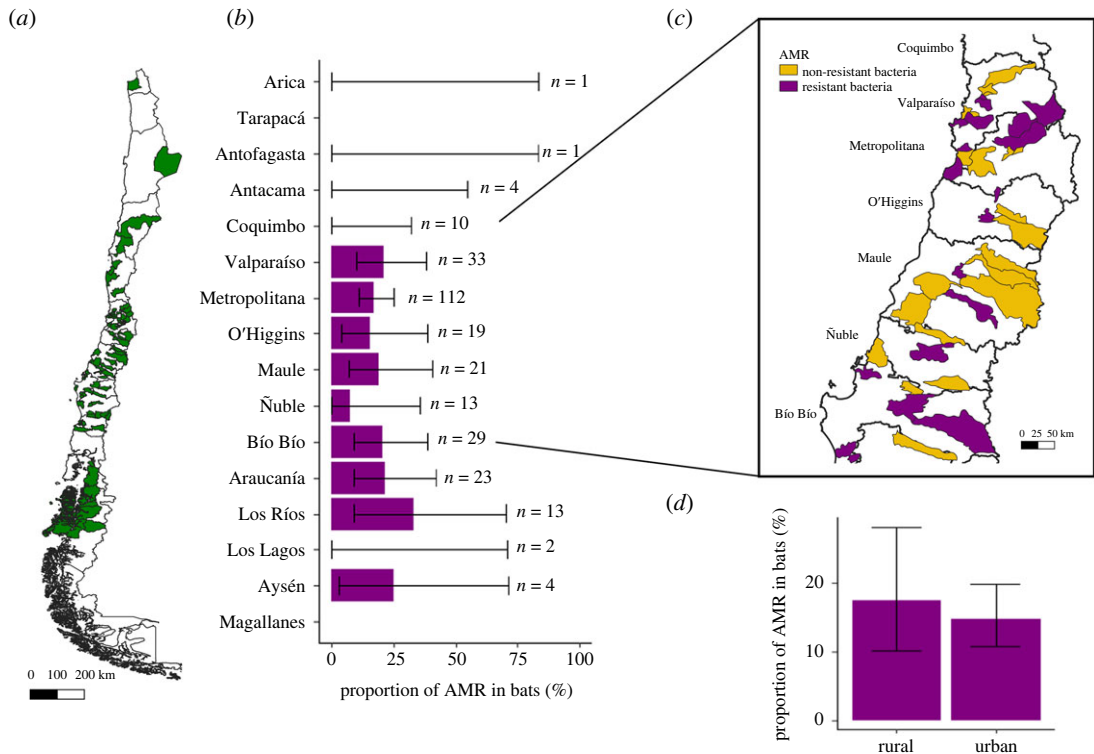 (a)
0 100 200 km
(b)
Arica
n = 1
Tarapacá
Antofagasta
n = 1
Antacama
n = 4
Coquimbo
n = 10
Valparaíso
n = 33
Metropolitana
n = 112
O'Higgins
n = 19
Maule
n = 21
Ñuble
n = 13
Bío Bío
n = 29
Araucanía
n = 23
Los Ríos
n = 13
Los Lagos
n = 2
Aysén
n = 4
Magallanes
0 25 50 75 100
proportion of AMR in bats (%)
(c)
AMR
non-resistant bacteria
resistant bacteria
Coquimbo
Valparaíso
Metropolitana
O'Higgins
Maule
Ñuble
Bío Bío
0 25 50 km
(d)
proportion of AMR in bats (%)
20
10
0
rural urban